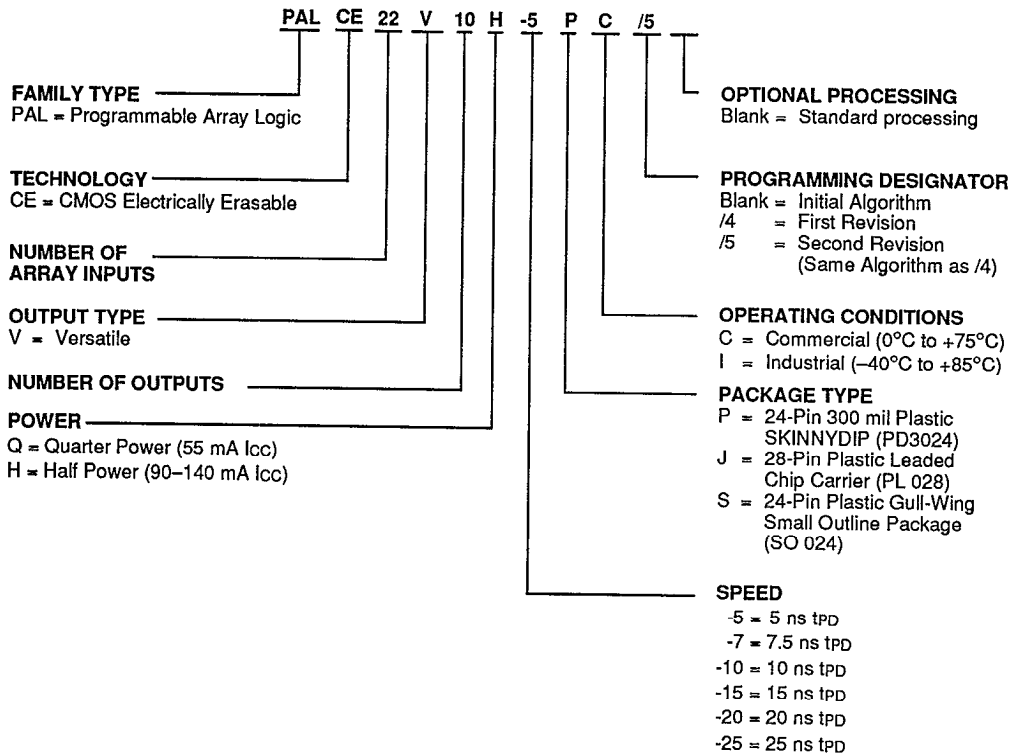 PAL CE 22 V 10 H -5 P C /5
FAMILY TYPE
PAL = Programmable Array Logic
TECHNOLOGY
CE = CMOS Electrically Erasable
NUMBER OF
ARRAY INPUTS
OUTPUT TYPE
V = Versatile
NUMBER OF OUTPUTS
POWER
Q = Quarter Power (55 mA Icc)
H = Half Power (90–140 mA Icc)
OPTIONAL PROCESSING
Blank = Standard processing
PROGRAMMING DESIGNATOR
Blank = Initial Algorithm
/4 = First Revision
/5 = Second Revision
(Same Algorithm as /4)
OPERATING CONDITIONS
C = Commercial (0°C to +75°C)
I = Industrial (–40°C to +85°C)
PACKAGE TYPE
P = 24-Pin 300 mil Plastic
SKINNYDIP (PD3024)
J = 28-Pin Plastic Leaded
Chip Carrier (PL 028)
S = 24-Pin Plastic Gull-Wing
Small Outline Package
(SO 024)
SPEED
-5 = 5 ns tPD
-7 = 7.5 ns tPD
-10 = 10 ns tPD
-15 = 15 ns tPD
-20 = 20 ns tPD
-25 = 25 ns tPD